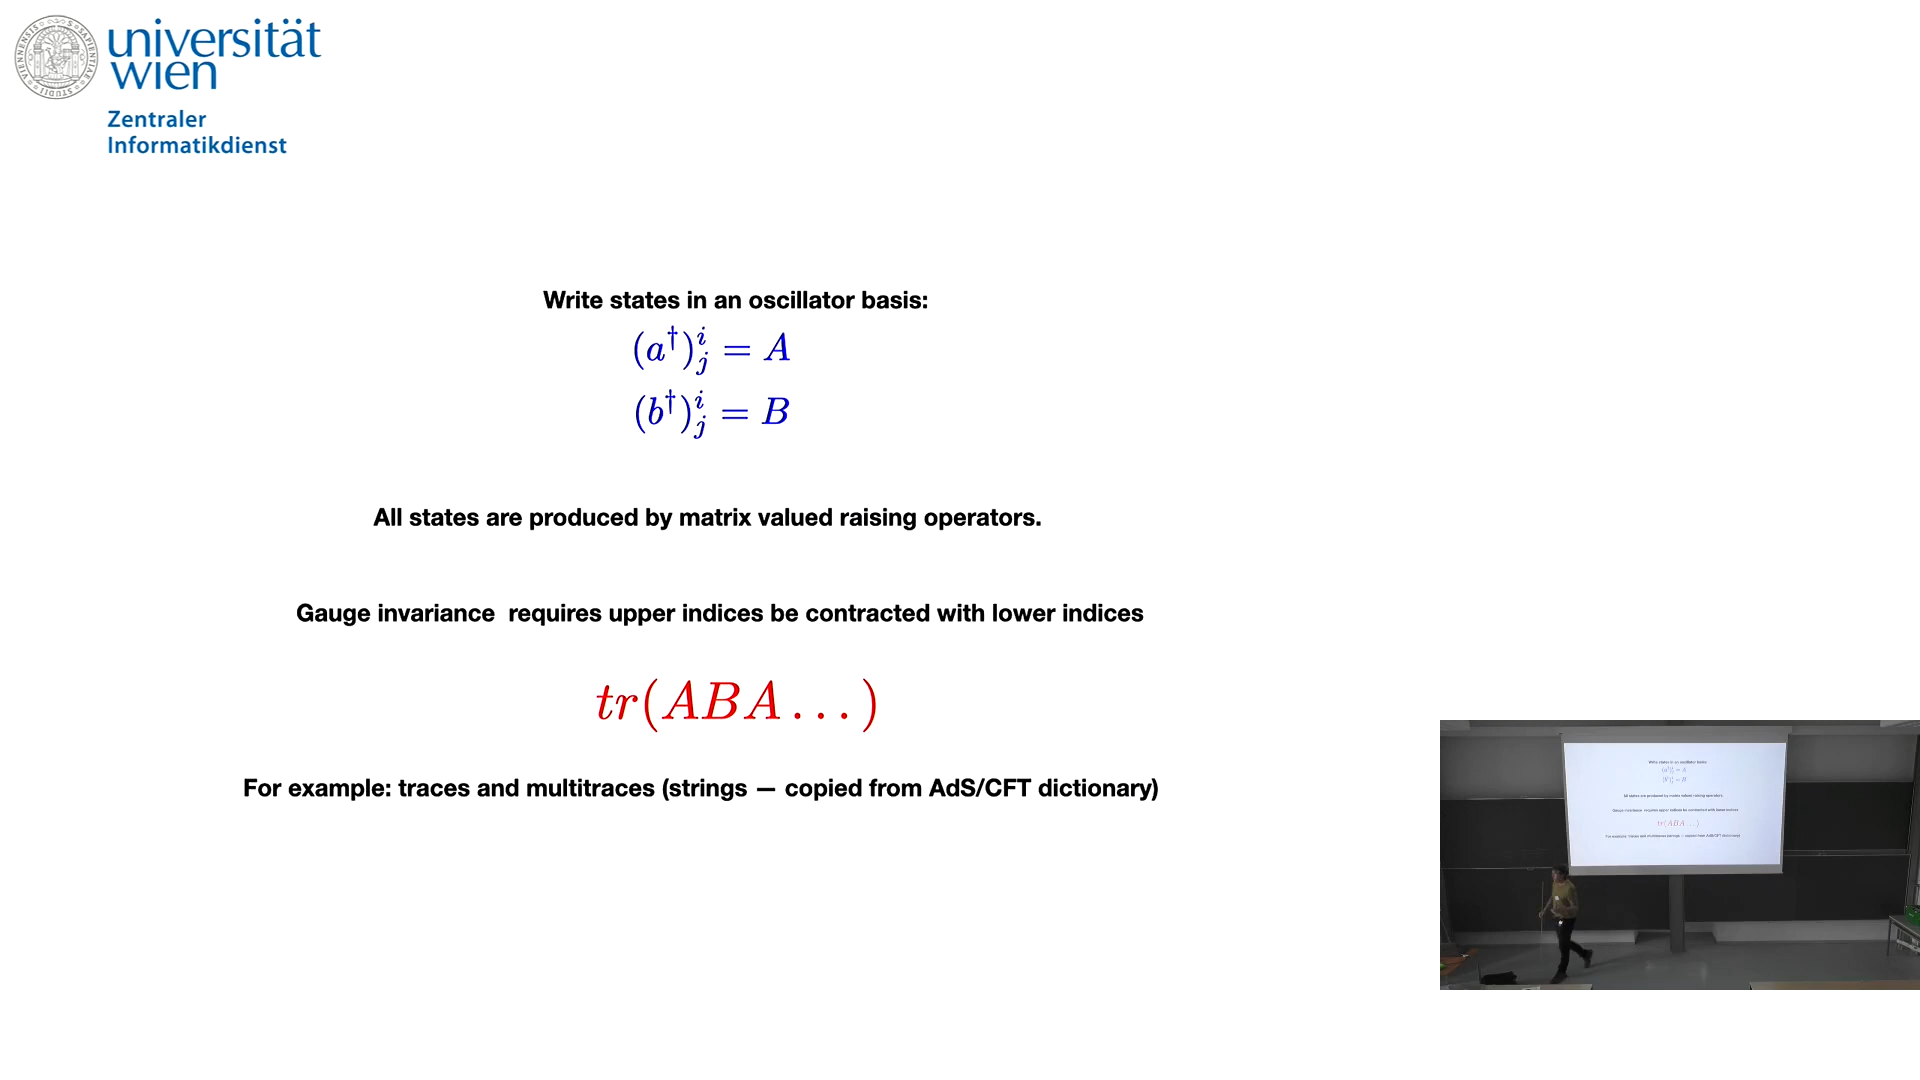 universität
wien
Zentraler
Informatikdienst
Write states in an oscillator basis:
(a†)^i_j = A
(b†)^i_j = B
All states are produced by matrix valued raising operators.
Gauge invariance requires upper indices be contracted with lower indices
tr(ABA...)
For example: traces and multitraces (strings — copied from AdS/CFT dictionary)